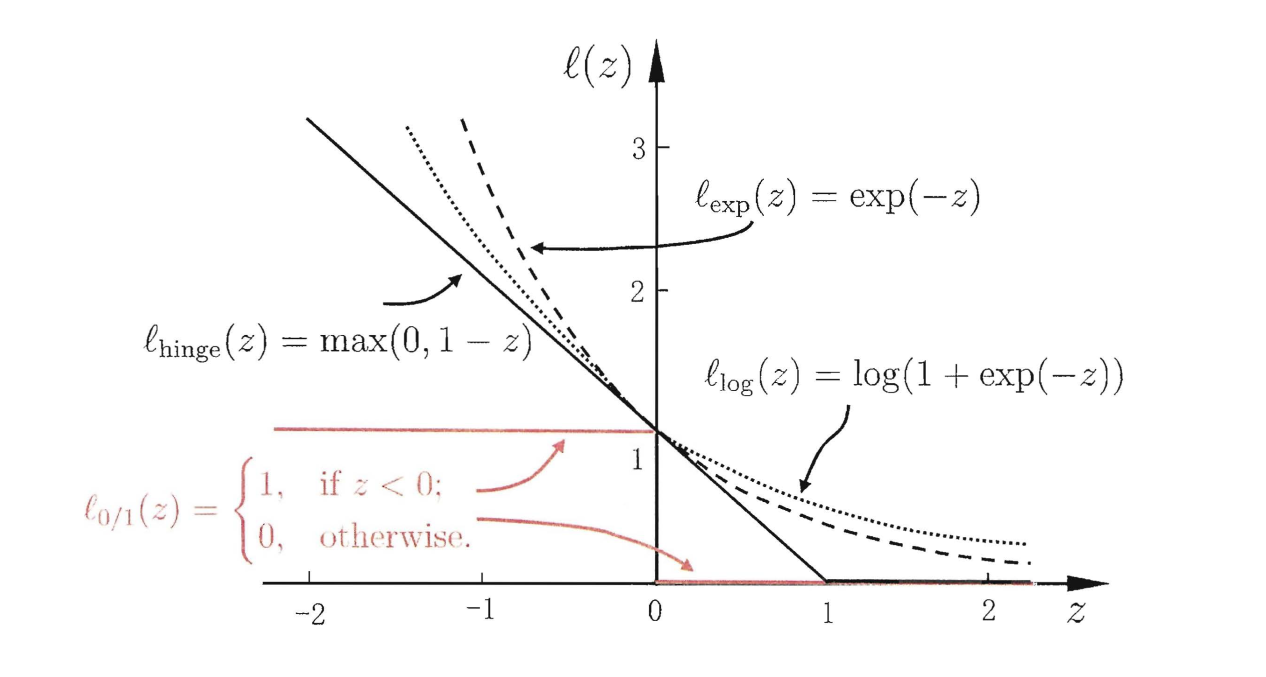 ℓ(z)
3
ℓ_exp(z) = exp(−z)
2
ℓ_hinge(z) = max(0, 1 − z)
ℓ_log(z) = log(1 + exp(−z))
1
ℓ_0/1(z) = { 1, if z < 0;
0, otherwise.
−2 −1 0 1 2 z